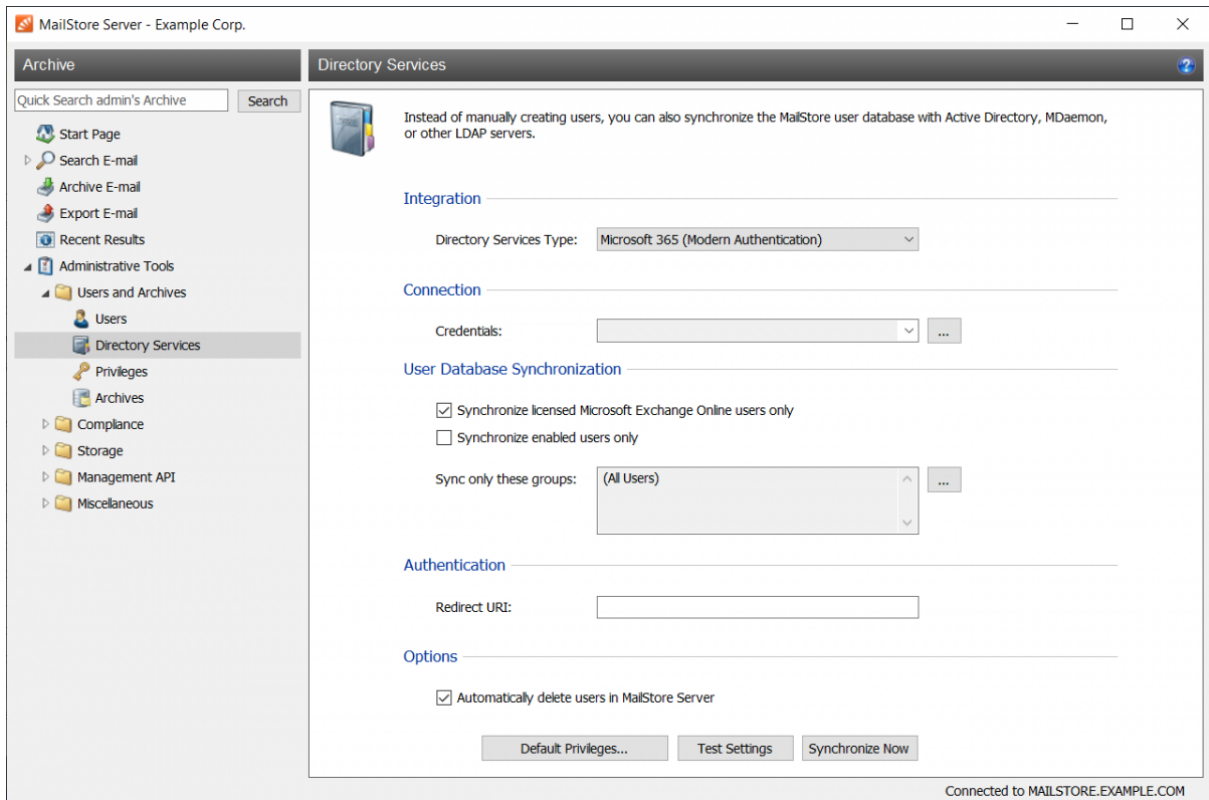 MailStore Server - Example Corp.
Archive
Quick Search admin's Archive
Search
Start Page
Search E-mail
Archive E-mail
Export E-mail
Recent Results
Administrative Tools
Users and Archives
Users
Directory Services
Privileges
Archives
Compliance
Storage
Management API
Miscellaneous
Directory Services
?
Instead of manually creating users, you can also synchronize the MailStore user database with Active Directory, MDaemon,
or other LDAP servers.
Integration
Directory Services Type: Microsoft 365 (Modern Authentication)
Connection
Credentials: ...
User Database Synchronization
Synchronize licensed Microsoft Exchange Online users only
Synchronize enabled users only
Sync only these groups: (All Users) ...
Authentication
Redirect URI:
Options
Automatically delete users in MailStore Server
Default Privileges... Test Settings Synchronize Now
Connected to MAILSTORE.EXAMPLE.COM